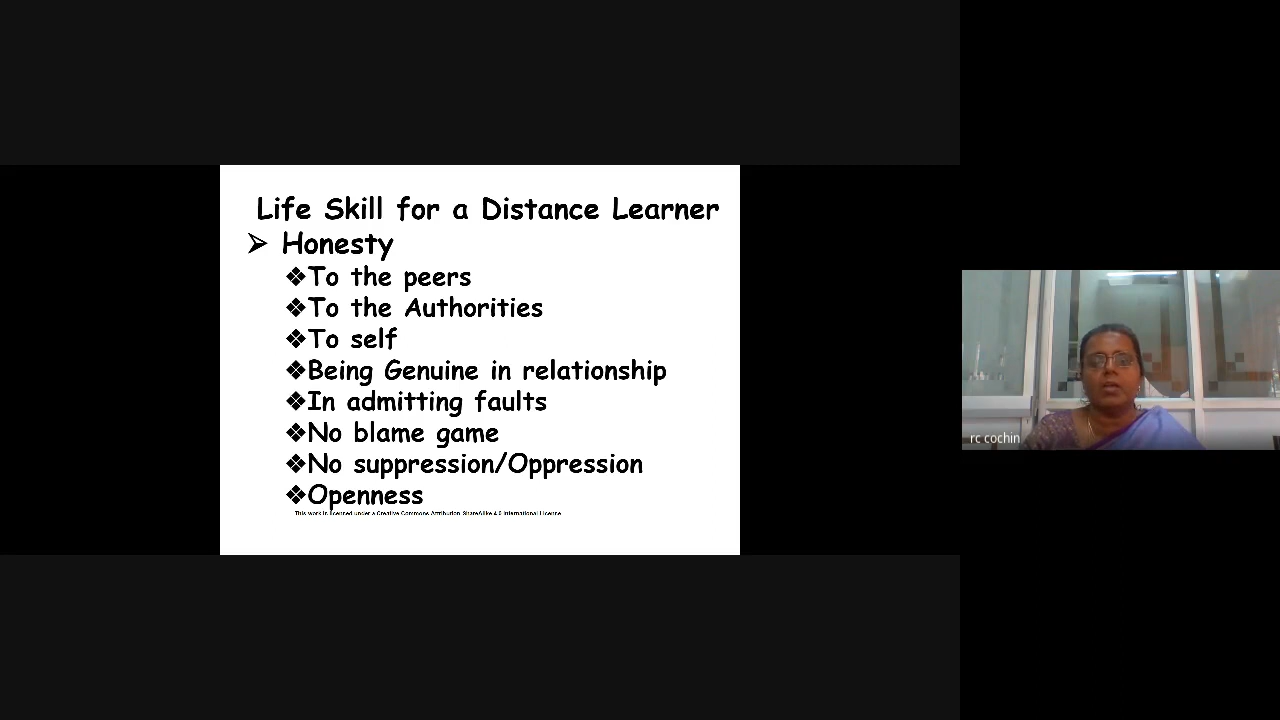 Life Skill for a Distance Learner
➢ Honesty
❖To the peers
❖To the Authorities
❖To self
❖Being Genuine in relationship
❖In admitting faults
❖No blame game
❖No suppression/Oppression
❖Openness
This work is licensed under a Creative Commons Attribution-ShareAlike 4.0 International License
rc cochin